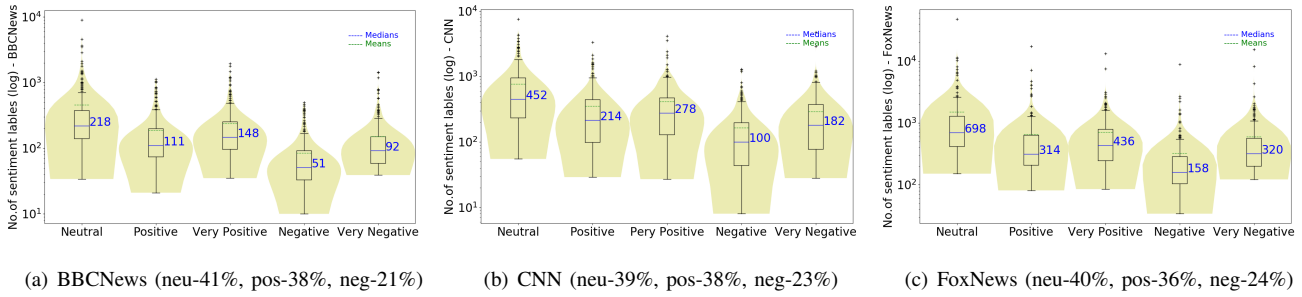 No.of sentiment lables (log) - BBCNews
10^4
10^3
10^2
10^1
Medians
Means
218
111
148
51
92
Neutral
Positive
Very Positive
Negative
Very Negative
(a) BBCNews (neu-41%, pos-38%, neg-21%)
No.of sentiment lables (log) - CNN
10^4
10^3
10^2
10^1
Medians
Means
452
214
278
100
182
Neutral
Positive
Pery Positive
Negative
Very Negative
(b) CNN (neu-39%, pos-38%, neg-23%)
No.of sentiment lables (log) - FoxNews
10^4
10^3
10^2
Medians
Means
698
314
436
158
320
Neutral
Positive
Very Positive
Negative
Very Negative
(c) FoxNews (neu-40%, pos-36%, neg-24%)